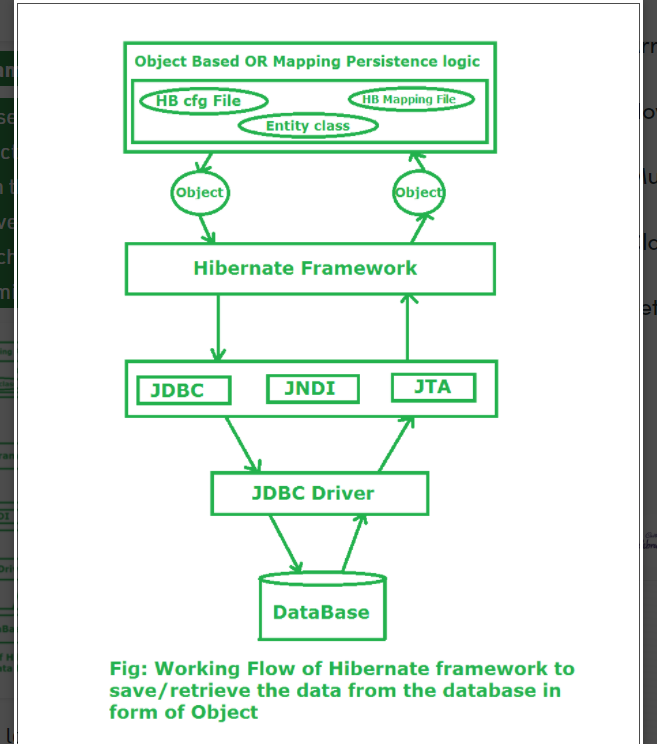 Object Based OR Mapping Persistence logic
HB cfg File
HB Mapping File
Entity class
Object
Object
Hibernate Framework
JDBC
JNDI
JTA
JDBC Driver
DataBase
Fig: Working Flow of Hibernate framework to
save/retrieve the data from the database in
form of Object